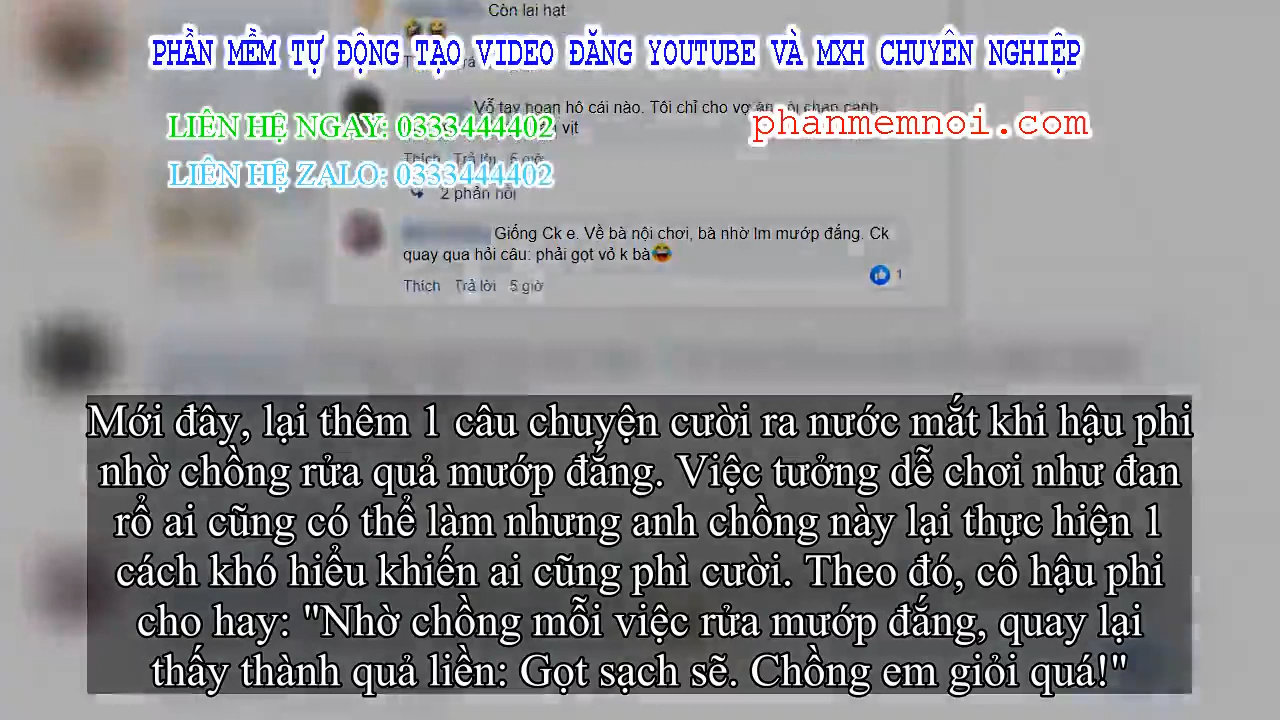 Còn lai hạt
PHẦN MỀM TỰ ĐỘNG TẠO VIDEO ĐĂNG YOUTUBE VÀ MXH CHUYÊN NGHIỆP
Vỗ tay hoan hô cái nào. Tôi chỉ cho vợ ăn canh
LIÊN HỆ NGAY: 0333444402
phanmemnoi.com
vịt
Thích Trả lời 5 giờ
LIÊN HỆ ZALO: 0333444402
2 phản hồi
Giống Ck e. Về bà nội chơi, bà nhờ lm mướp đắng. Ck
quay qua hỏi câu: phải gọt vỏ k bà😂
1
Thích Trả lời 5 giờ
Mới đây, lại thêm 1 câu chuyện cười ra nước mắt khi hậu phi
nhờ chồng rửa quả mướp đắng. Việc tưởng dễ chơi như đan
rổ ai cũng có thể làm nhưng anh chồng này lại thực hiện 1
cách khó hiểu khiến ai cũng phì cười. Theo đó, cô hậu phi
cho hay: "Nhờ chồng mỗi việc rửa mướp đắng, quay lại
thấy thành quả liền: Gọt sạch sẽ. Chồng em giỏi quá!"